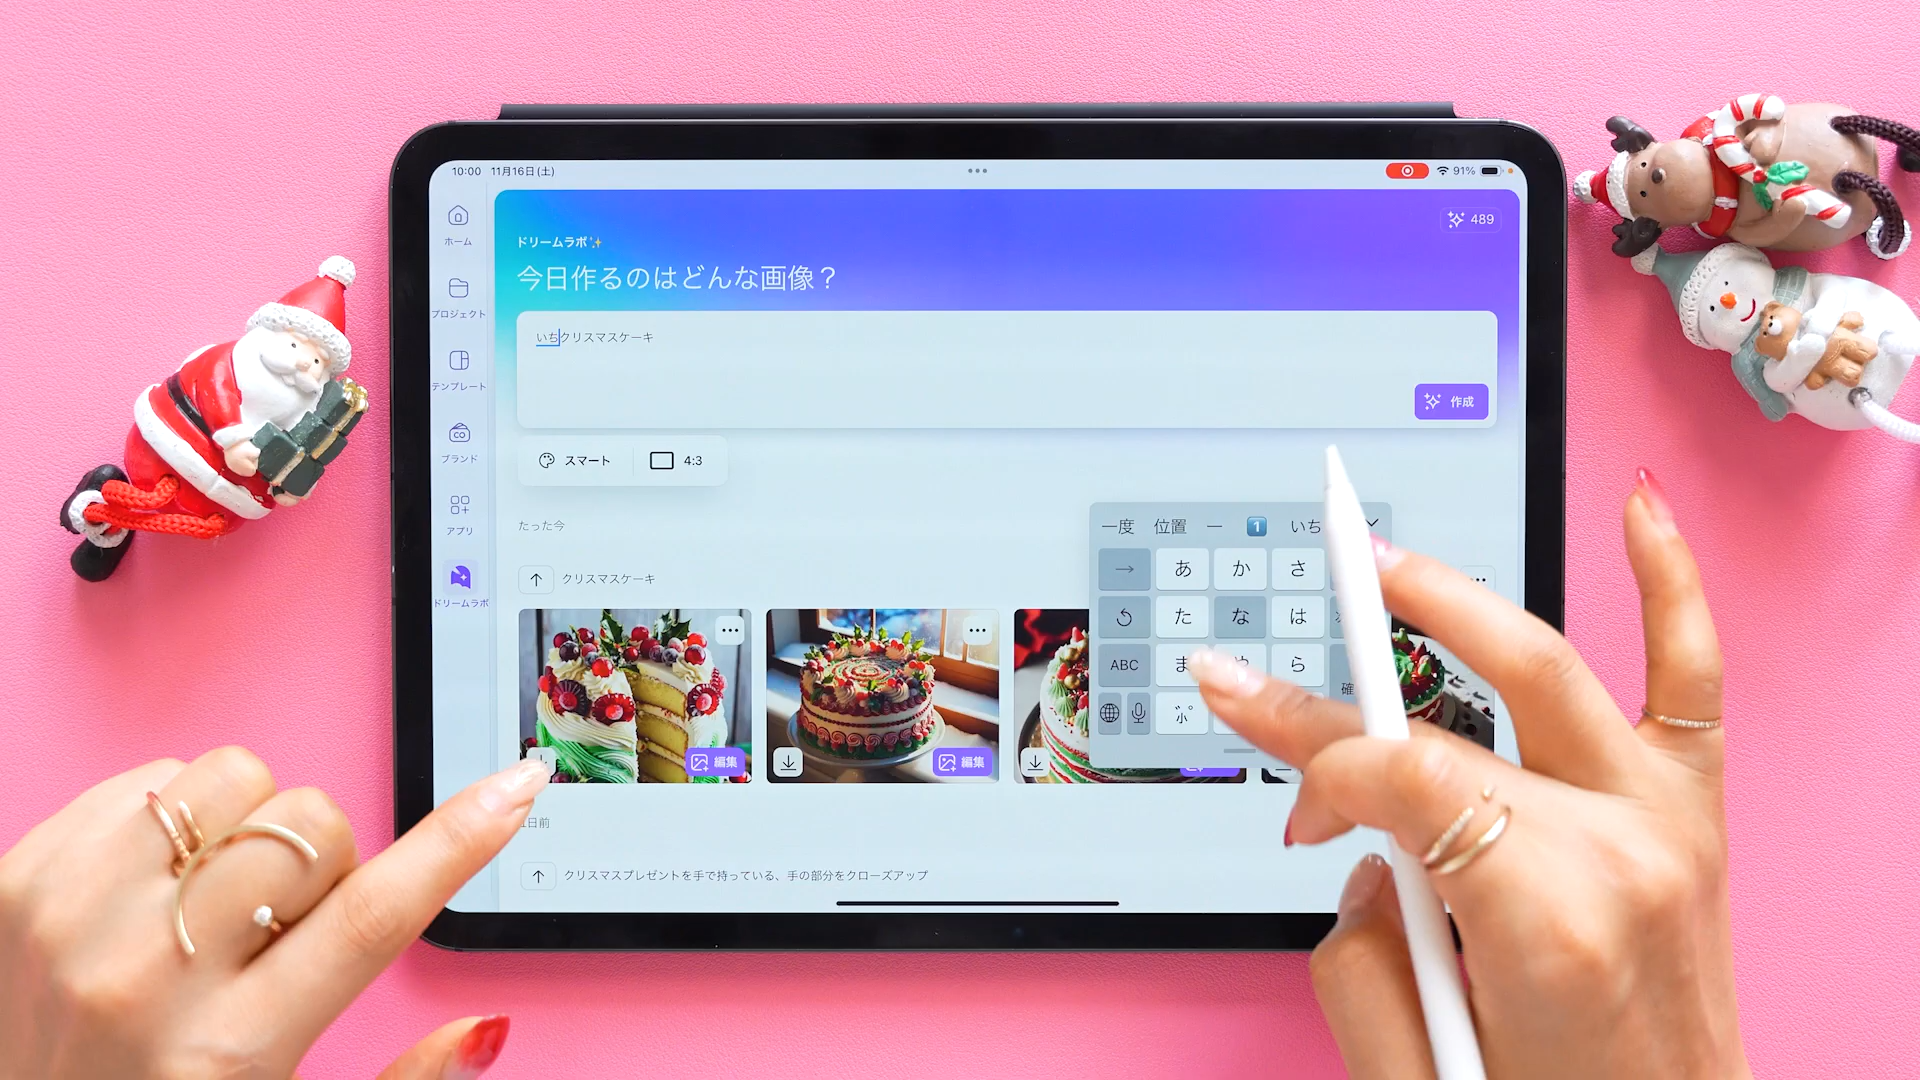 10:00 11月16日(土)
91%
ホーム
プロジェクト
テンプレート
ブランド
アプリ
ドリームラボ
489
ドリームラボ✨
今日作るのはどんな画像？
いちクリスマスケーキ
作成
スマート
4:3
たった今
クリスマスケーキ
編集
編集
1日前
クリスマスプレゼントを手で持っている、手の部分をクローズアップ
一度 位置 一 1 いち
→ あ か さ
た な は
ABC ま や ら
確
CO